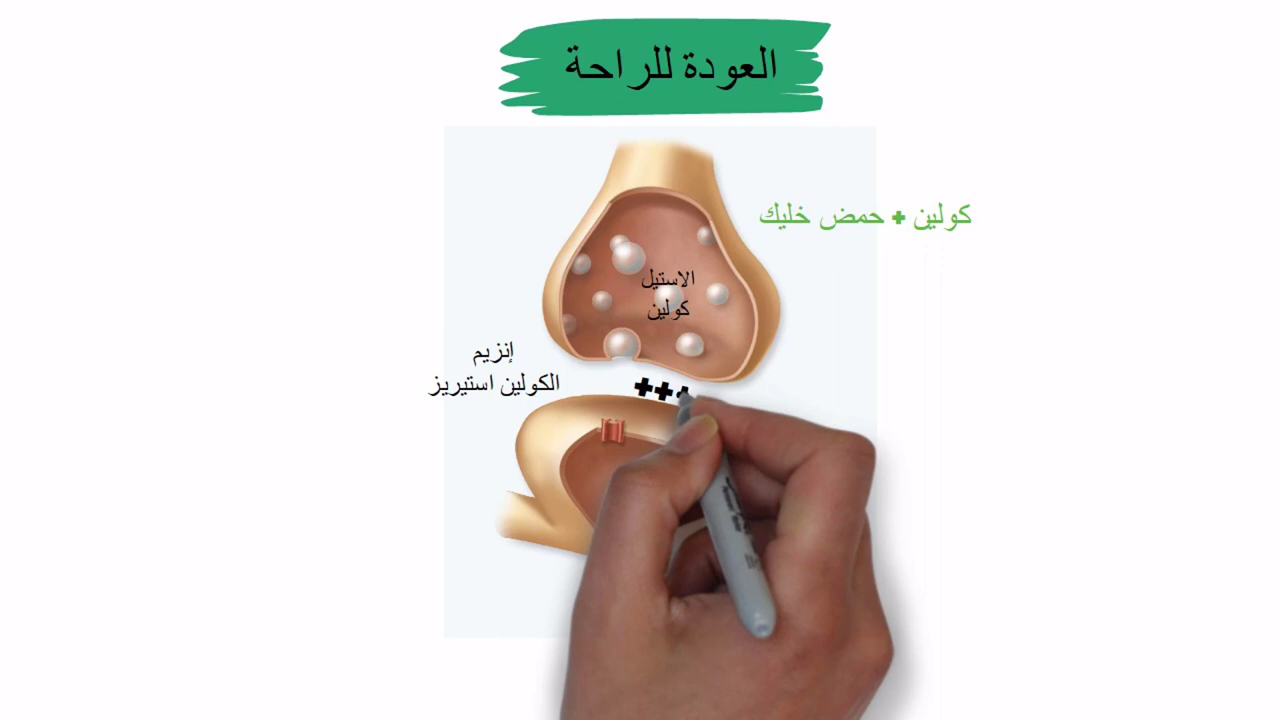 العودة للراحة
كولين + حمض خليك
الاستيل
كولين
إنزيم
الكولين استيريز
+++